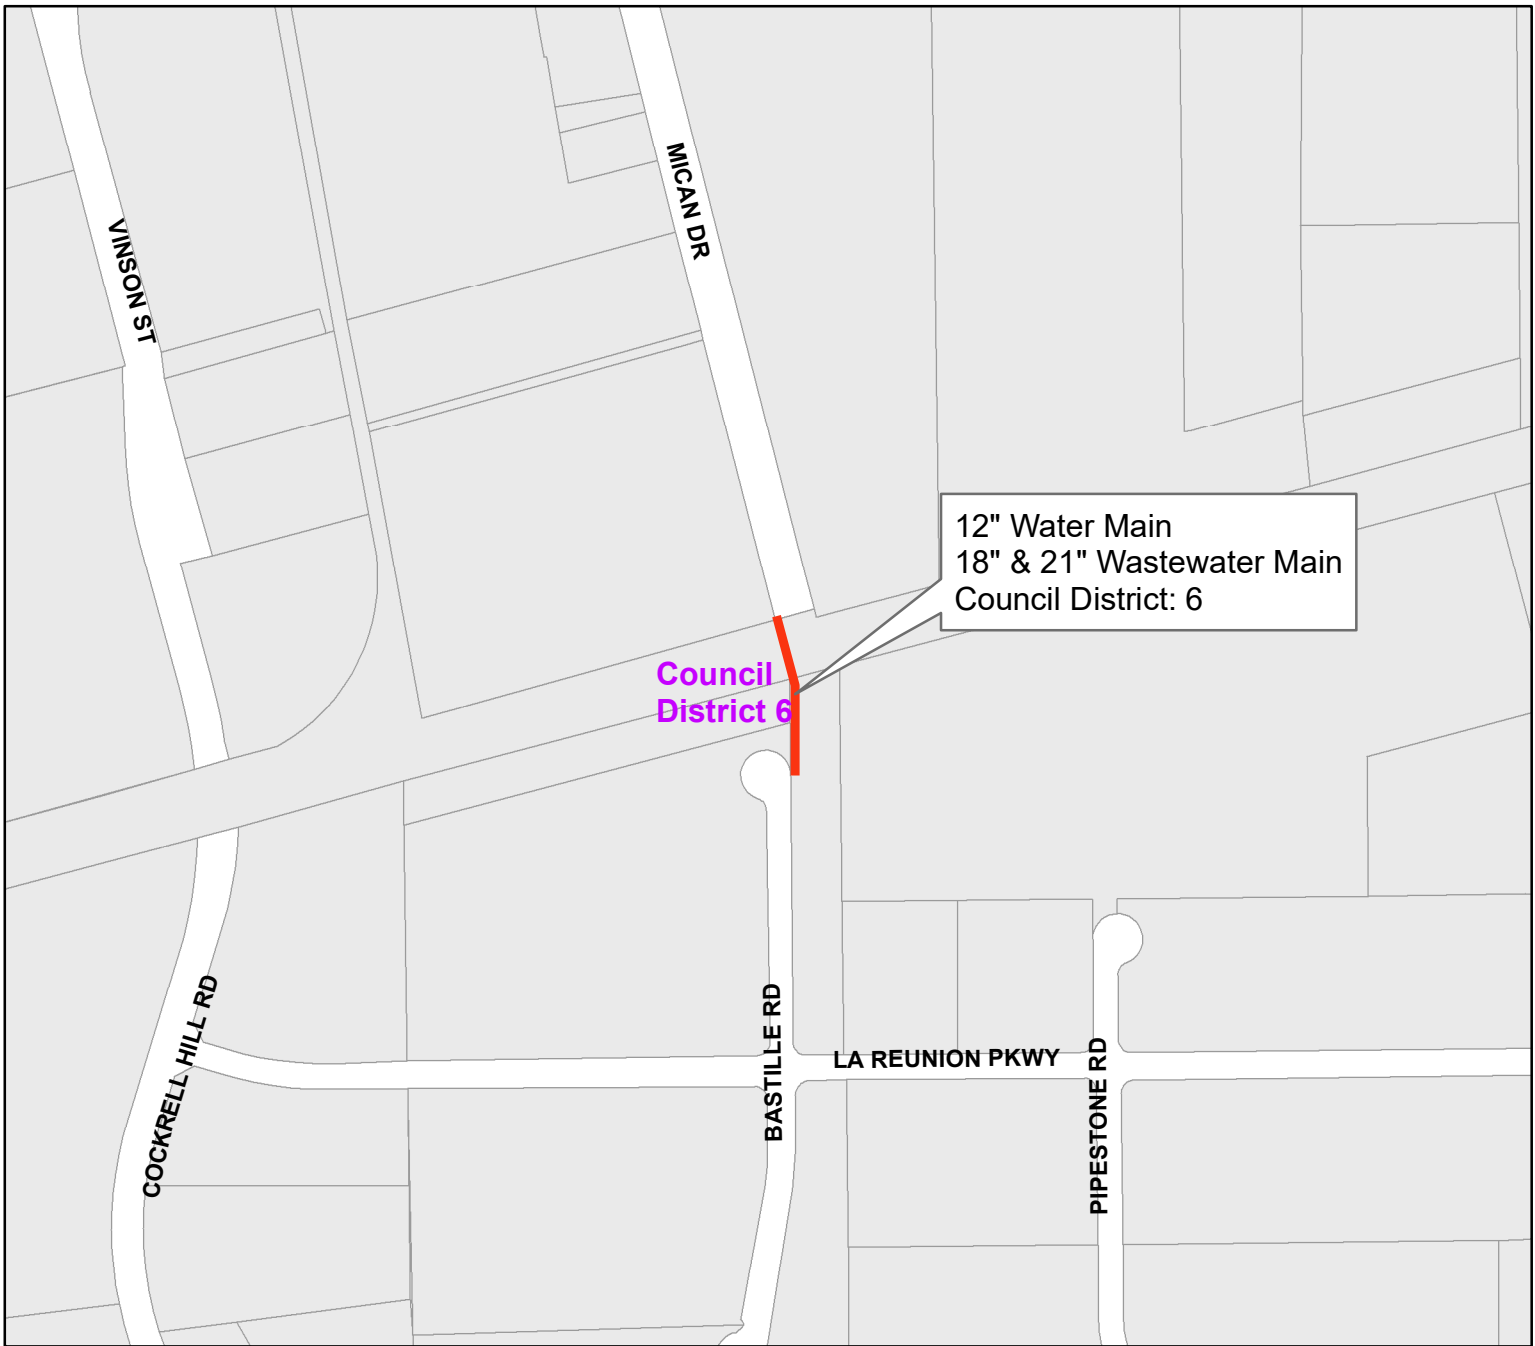 MICAN DR
VINSON ST
12" Water Main
18" & 21" Wastewater Main
Council District: 6
Council
District 6
COCKRELL HILL RD
BASTILLE RD
LA REUNION PKWY
PIPESTONE RD